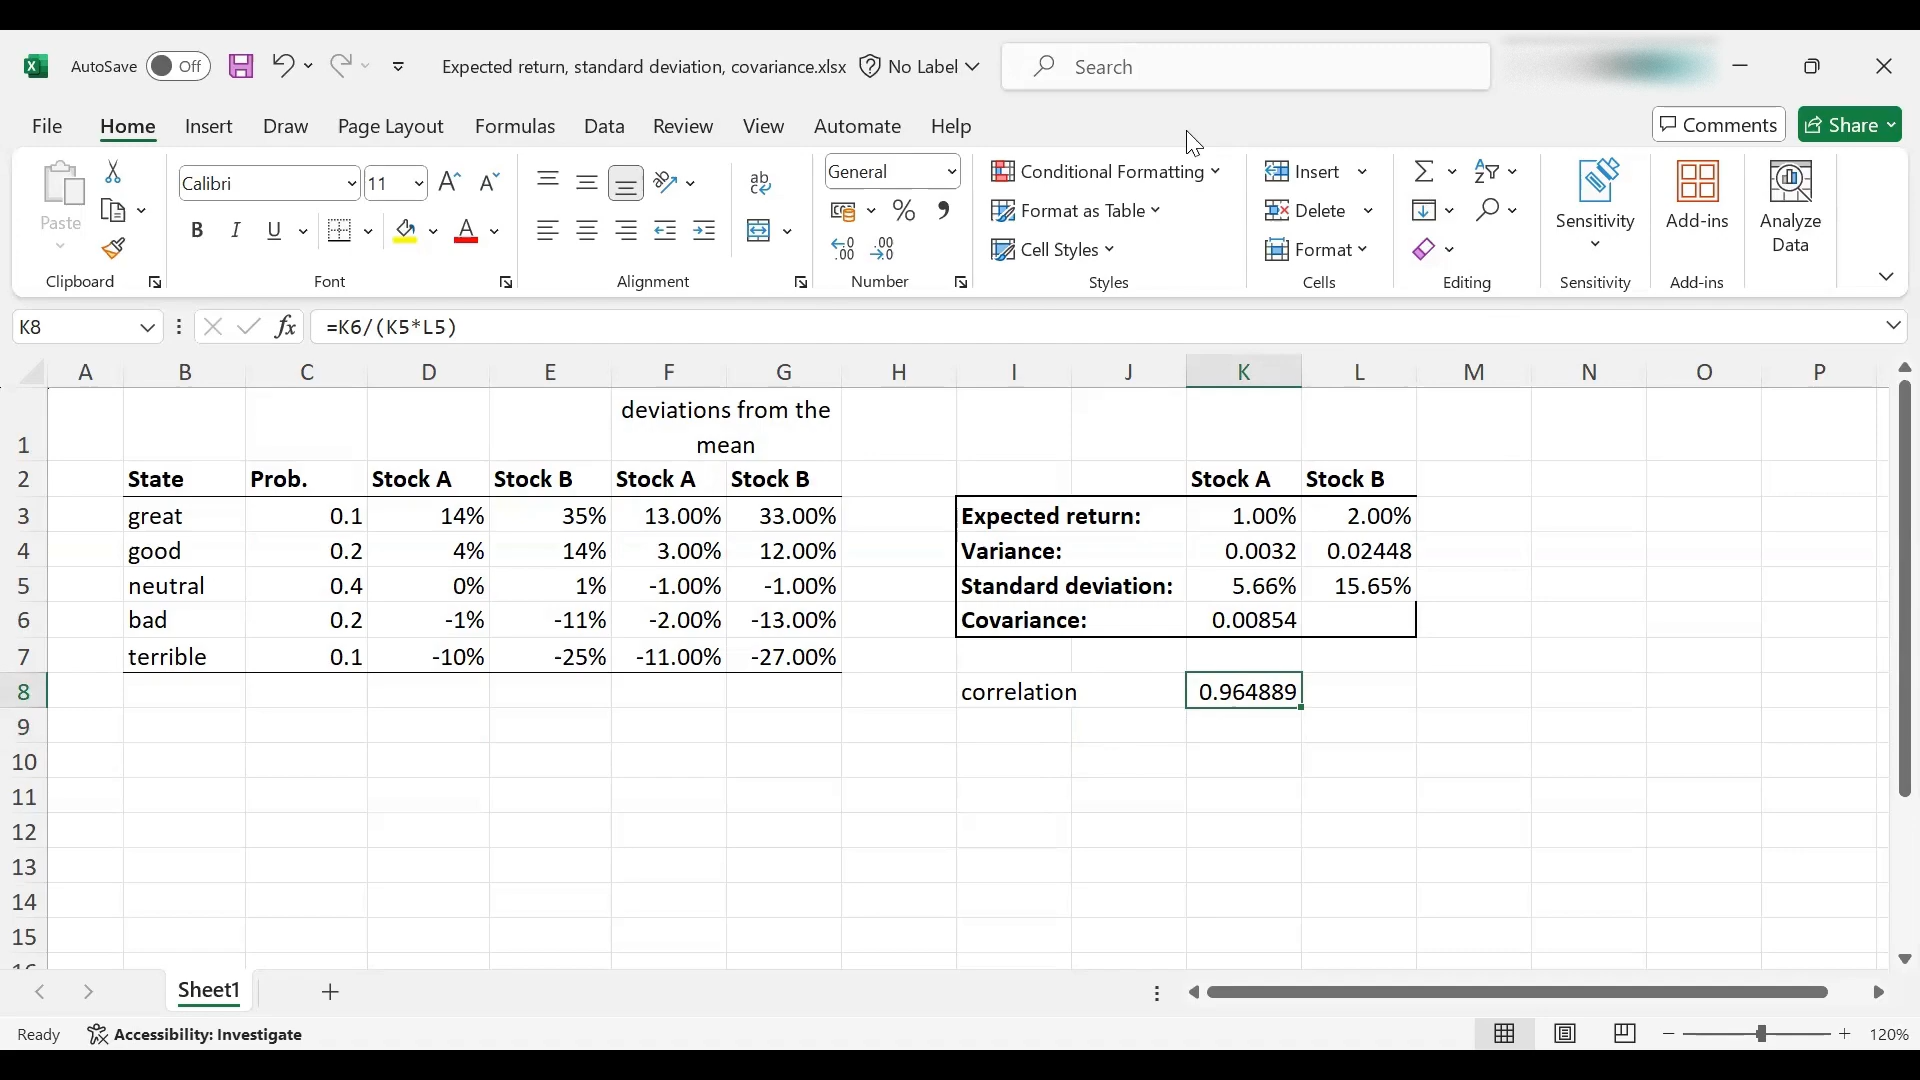 AutoSave Off Expected return, standard deviation, covariance.xlsx No Label Search
File Home Insert Draw Page Layout Formulas Data Review View Automate Help Comments Share
Paste
Clipboard
Calibri 11
B I U A
Font
ab
Alignment
General
% 9
Number
Conditional Formatting
Format as Table
Cell Styles
Styles
Insert
Delete
Format
Cells
Editing
Sensitivity
Sensitivity
Add-ins
Add-ins
Analyze
Data
K8 fx =K6/(K5*L5)
A B C D E F G H I J K L M N O P
deviations from the
1 mean
2 State Prob. Stock A Stock B Stock A Stock B Stock A Stock B
3 great 0.1 14% 35% 13.00% 33.00% Expected return: 1.00% 2.00%
4 good 0.2 4% 14% 3.00% 12.00% Variance: 0.0032 0.02448
5 neutral 0.4 0% 1% -1.00% -1.00% Standard deviation: 5.66% 15.65%
6 bad 0.2 -1% -11% -2.00% -13.00% Covariance: 0.00854
7 terrible 0.1 -10% -25% -11.00% -27.00%
8 correlation 0.964889
9
10
11
12
13
14
15
Sheet1
Ready Accessibility: Investigate 120%